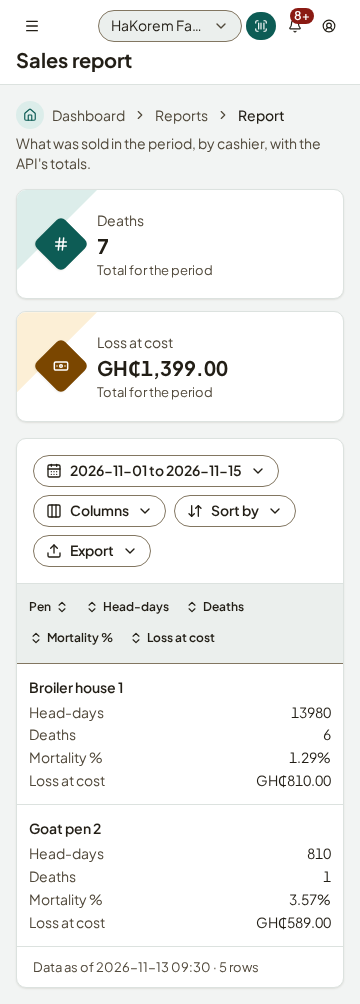 HaKorem Fa...
8+
Sales report
Dashboard > Reports > Report
What was sold in the period, by cashier, with the
API's totals.
Deaths
7
Total for the period
Loss at cost
GH₵1,399.00
Total for the period
2026-11-01 to 2026-11-15
Columns
Sort by
Export
Pen
Head-days
Deaths
Mortality %
Loss at cost
Broiler house 1
Head-days 13980
Deaths 6
Mortality % 1.29%
Loss at cost GH₵810.00
Goat pen 2
Head-days 810
Deaths 1
Mortality % 3.57%
Loss at cost GH₵589.00
Data as of 2026-11-13 09:30 · 5 rows